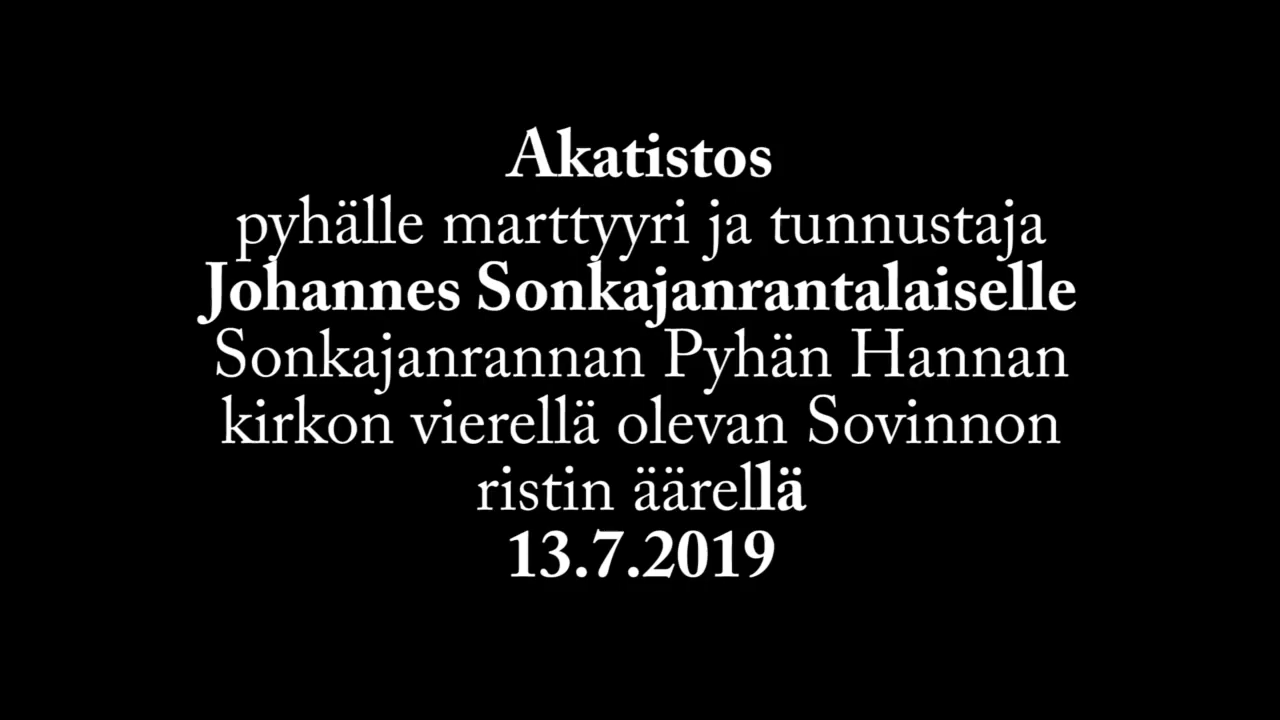 Akatistos
pyhälle marttyyri ja tunnustaja
Johannes Sonkajanrantalaiselle
Sonkajanrannan Pyhän Hannan
kirkon vierellä olevan Sovinnon
ristin äärellä
13.7.2019